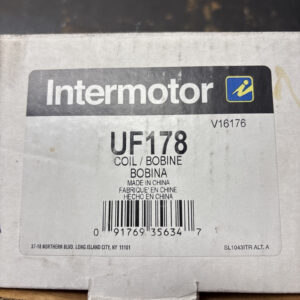 Intermotor i
V16176
UF178
COIL / BOBINE
BOBINA
MADE IN CHINA
FABRIQUÉ EN CHINE
HECHO EN CHINA
0 91769 35634 7
37-18 NORTHERN BLVD. LONG ISLAND CITY, NY 11101
SL1043ITR ALT. A